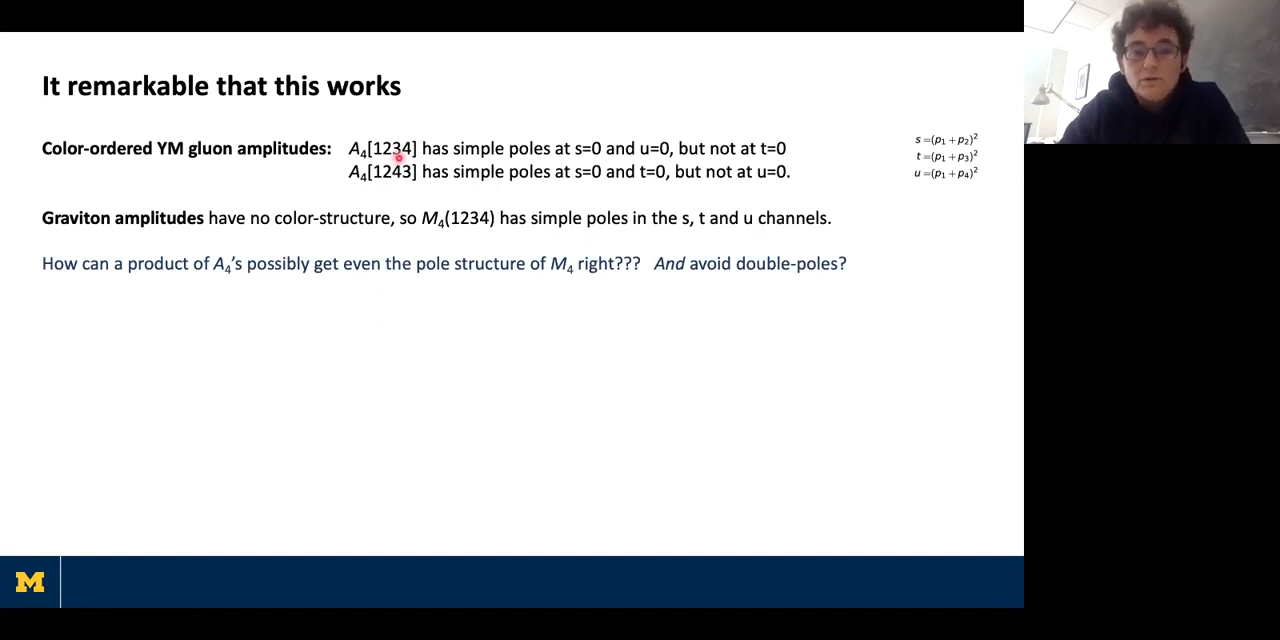 It remarkable that this works
Color-ordered YM gluon amplitudes: A₄[1234] has simple poles at s=0 and u=0, but not at t=0
A₄[1243] has simple poles at s=0 and t=0, but not at u=0.
s =(p₁ +p₂)²
t =(p₁ +p₃)²
u =(p₁ +p₄)²
Graviton amplitudes have no color-structure, so M₄(1234) has simple poles in the s, t and u channels.
How can a product of A₄'s possibly get even the pole structure of M₄ right??? And avoid double-poles?
M